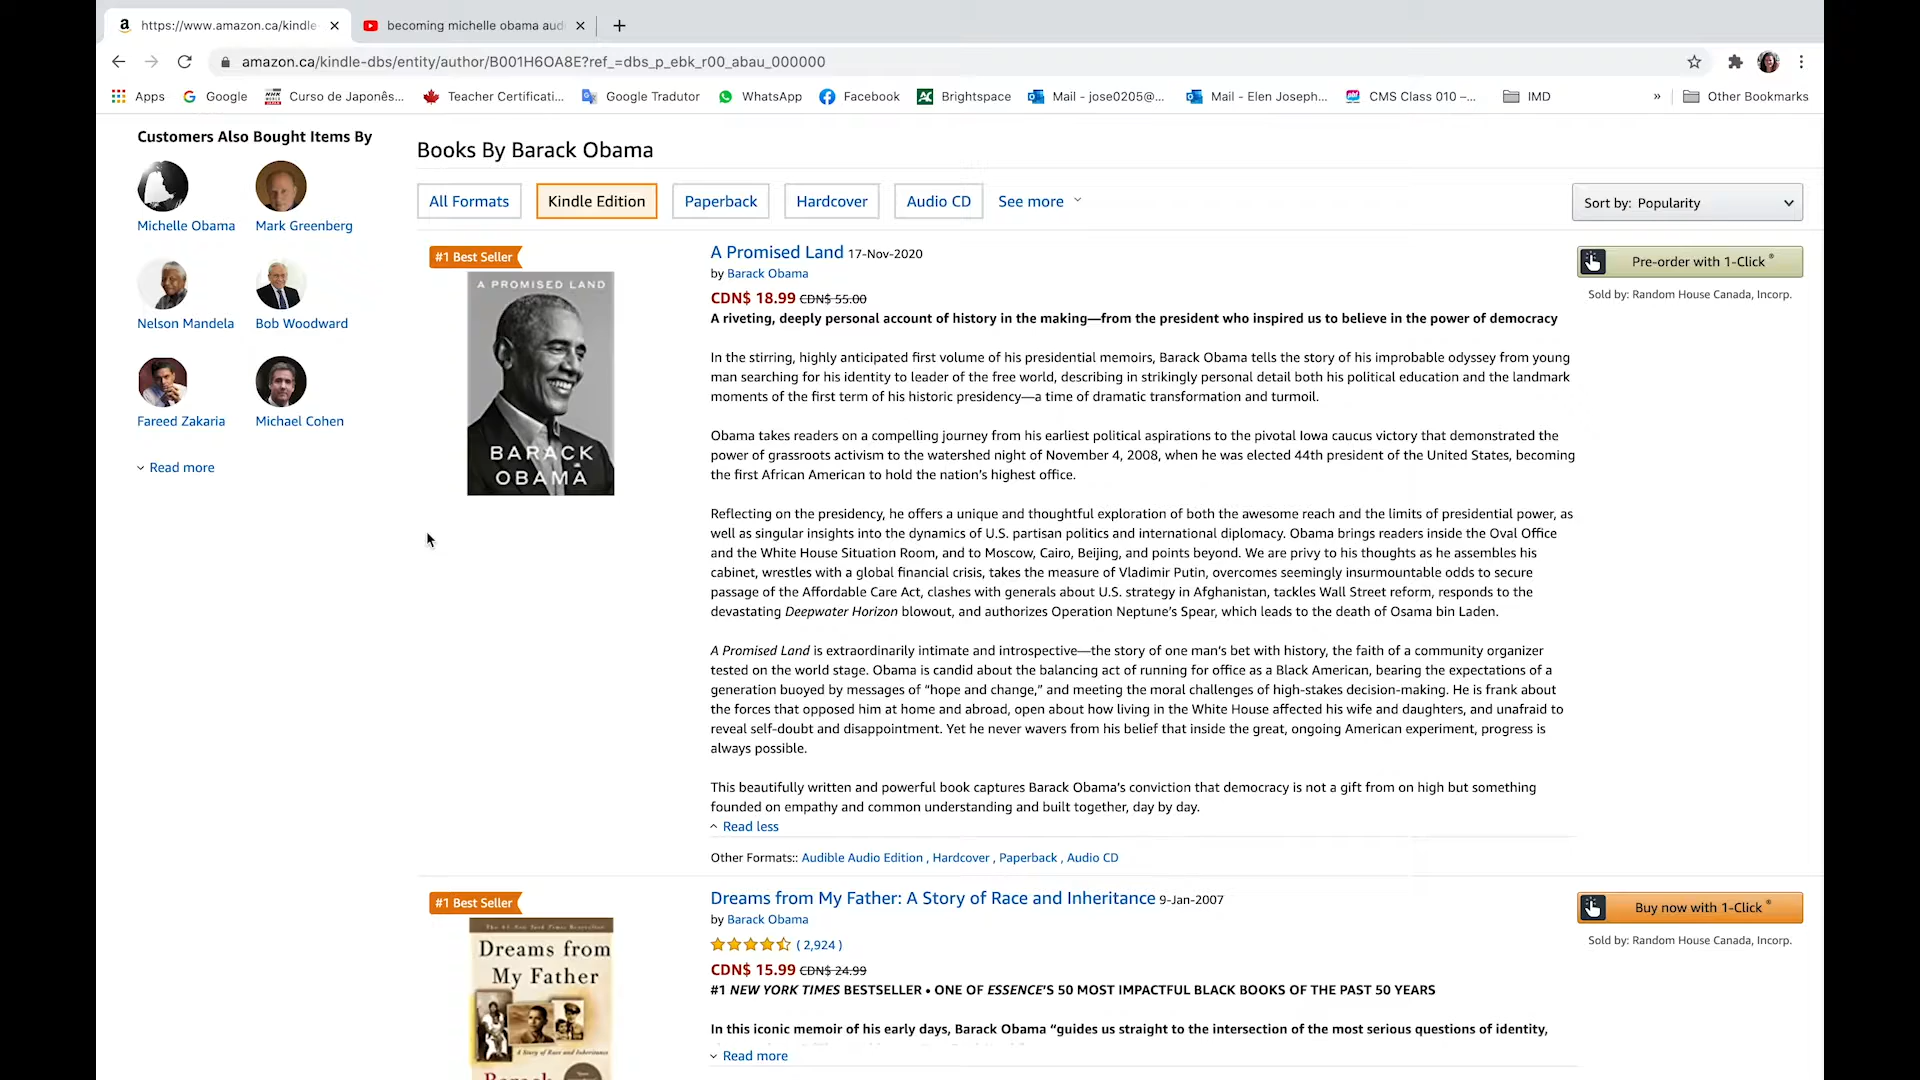 https://www.amazon.ca/kindle
becoming michelle obama aud
amazon.ca/kindle-dbs/entity/author/B001H6OA8E?ref_=dbs_p_ebk_r00_abau_000000
Apps Google Curso de Japonês... Teacher Certificati... Google Tradutor WhatsApp Facebook Brightspace Mail - jose0205@... Mail - Elen Joseph... CMS Class 010 –... IMD » Other Bookmarks
Customers Also Bought Items By
Michelle Obama Mark Greenberg
Nelson Mandela Bob Woodward
Fareed Zakaria Michael Cohen
Read more
Books By Barack Obama
All Formats Kindle Edition Paperback Hardcover Audio CD See more
Sort by: Popularity
#1 Best Seller
A PROMISED LAND
BARACK
OBAMA
A Promised Land 17-Nov-2020
by Barack Obama
CDN$ 18.99 CDN$ 55.00
A riveting, deeply personal account of history in the making—from the president who inspired us to believe in the power of democracy
In the stirring, highly anticipated first volume of his presidential memoirs, Barack Obama tells the story of his improbable odyssey from young
man searching for his identity to leader of the free world, describing in strikingly personal detail both his political education and the landmark
moments of the first term of his historic presidency—a time of dramatic transformation and turmoil.
Obama takes readers on a compelling journey from his earliest political aspirations to the pivotal Iowa caucus victory that demonstrated the
power of grassroots activism to the watershed night of November 4, 2008, when he was elected 44th president of the United States, becoming
the first African American to hold the nation's highest office.
Reflecting on the presidency, he offers a unique and thoughtful exploration of both the awesome reach and the limits of presidential power, as
well as singular insights into the dynamics of U.S. partisan politics and international diplomacy. Obama brings readers inside the Oval Office
and the White House Situation Room, and to Moscow, Cairo, Beijing, and points beyond. We are privy to his thoughts as he assembles his
cabinet, wrestles with a global financial crisis, takes the measure of Vladimir Putin, overcomes seemingly insurmountable odds to secure
passage of the Affordable Care Act, clashes with generals about U.S. strategy in Afghanistan, tackles Wall Street reform, responds to the
devastating Deepwater Horizon blowout, and authorizes Operation Neptune's Spear, which leads to the death of Osama bin Laden.
A Promised Land is extraordinarily intimate and introspective—the story of one man's bet with history, the faith of a community organizer
tested on the world stage. Obama is candid about the balancing act of running for office as a Black American, bearing the expectations of a
generation buoyed by messages of “hope and change,” and meeting the moral challenges of high-stakes decision-making. He is frank about
the forces that opposed him at home and abroad, open about how living in the White House affected his wife and daughters, and unafraid to
reveal self-doubt and disappointment. Yet he never wavers from his belief that inside the great, ongoing American experiment, progress is
always possible.
This beautifully written and powerful book captures Barack Obama's conviction that democracy is not a gift from on high but something
founded on empathy and common understanding and built together, day by day.
Read less
Other Formats:: Audible Audio Edition , Hardcover , Paperback , Audio CD
Pre-order with 1-Click ®
Sold by: Random House Canada, Incorp.
#1 Best Seller
Dreams from
My Father
A Story of Race and Inheritance
Dreams from My Father: A Story of Race and Inheritance 9-Jan-2007
by Barack Obama
( 2,924 )
CDN$ 15.99 CDN$ 24.99
#1 NEW YORK TIMES BESTSELLER • ONE OF ESSENCE'S 50 MOST IMPACTFUL BLACK BOOKS OF THE PAST 50 YEARS
In this iconic memoir of his early days, Barack Obama “guides us straight to the intersection of the most serious questions of identity,
Read more
Buy now with 1-Click ®
Sold by: Random House Canada, Incorp.